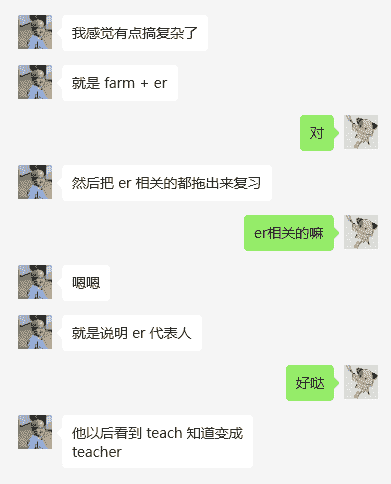 我感觉有点搞复杂了
就是 farm + er
对
然后把 er 相关的都拖出来复习
er相关的嘛
嗯嗯
就是说明 er 代表人
好哒
他以后看到 teach 知道变成
teacher